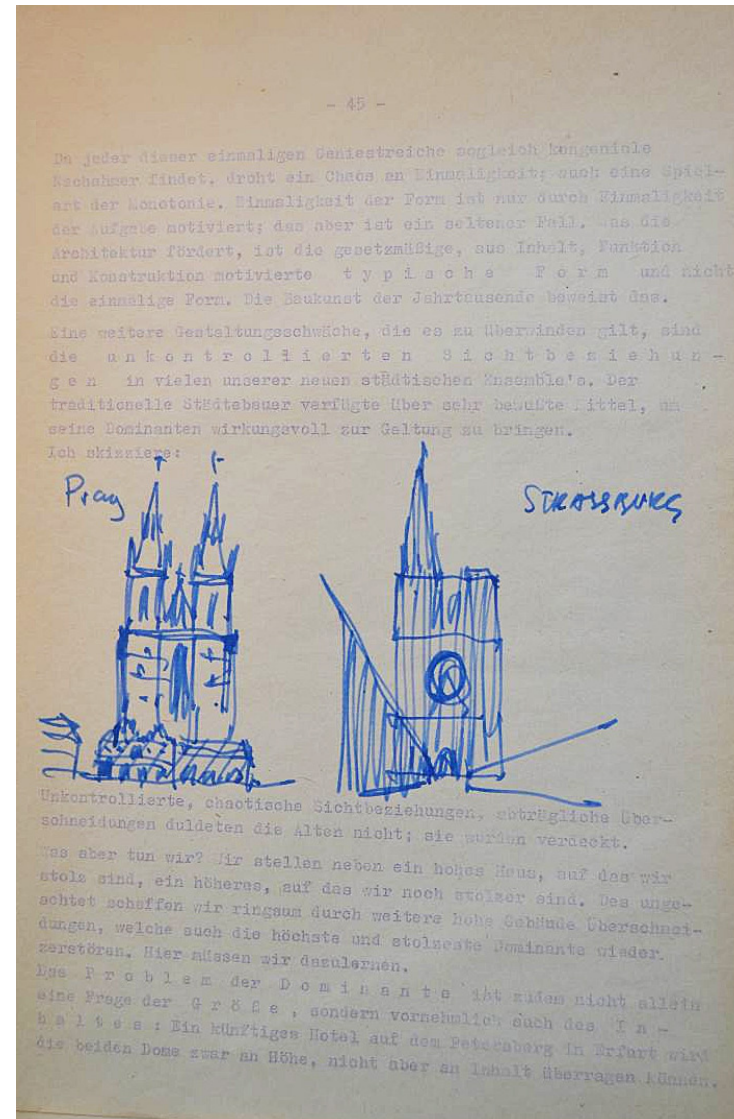 - 45 -
Da jeder dieser einmaligen Geniestreiche sogleich kongeniale
Nachahmer findet, droht ein Chaos an Einmaligkeit; auch eine Spiel-
art der Monotonie. Einmaligkeit der Form ist nur durch Einmaligkeit
der Aufgabe motiviert; das aber ist ein seltener Fall. Was die
Architektur fördert, ist die gesetzmäßige, aus Inhalt, Funktion
und Konstruktion motivierte t y p i s c h e F o r m und nicht
die einmalige Form. Die Baukunst der Jahrtausende beweist das.
Eine weitere Gestaltungsschwäche, die es zu überwinden gilt, sind
die u n k o n t r o l l i e r t e n S i c h t b e z i e h u n -
g e n in vielen unserer neuen städtischen Ensemble's. Der
traditionelle Städtebauer verfügte über sehr bewußte Mittel, um
seine Dominanten wirkungsvoll zur Geltung zu bringen.
Ich skizziere:
Prag
STRASSBURG
Unkontrollierte, chaotische Sichtbeziehungen, abträgliche Über-
schneidungen duldeten die Alten nicht; sie wurden verdeckt.
Was aber tun wir? Wir stellen neben ein hohes Haus, auf das wir
stolz sind, ein höheres, auf das wir noch stolzer sind. Des unge-
achtet schaffen wir ringsum durch weitere hohe Gebäude Überschnei-
dungen, welche auch die höchste und stolzeste Dominante wieder
zerstören. Hier müssen wir dazulernen.
Das P r o b l e m der D o m i n a n t e ist zudem nicht allein
eine Frage der G r ö ß e , sondern vornehmlich auch des I n -
h a l t e s : Ein künftiges Hotel auf dem Petersberg in Erfurt wird
die beiden Dome zwar an Höhe, nicht aber an Inhalt überragen können.